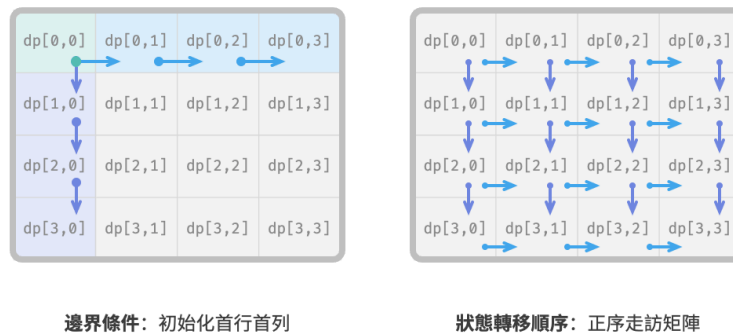 dp[0,0] dp[0,1] dp[0,2] dp[0,3]
dp[1,0] dp[1,1] dp[1,2] dp[1,3]
dp[2,0] dp[2,1] dp[2,2] dp[2,3]
dp[3,0] dp[3,1] dp[3,2] dp[3,3]
邊界條件：初始化首行首列
dp[0,0] dp[0,1] dp[0,2] dp[0,3]
dp[1,0] dp[1,1] dp[1,2] dp[1,3]
dp[2,0] dp[2,1] dp[2,2] dp[2,3]
dp[3,0] dp[3,1] dp[3,2] dp[3,3]
狀態轉移順序：正序走訪矩陣